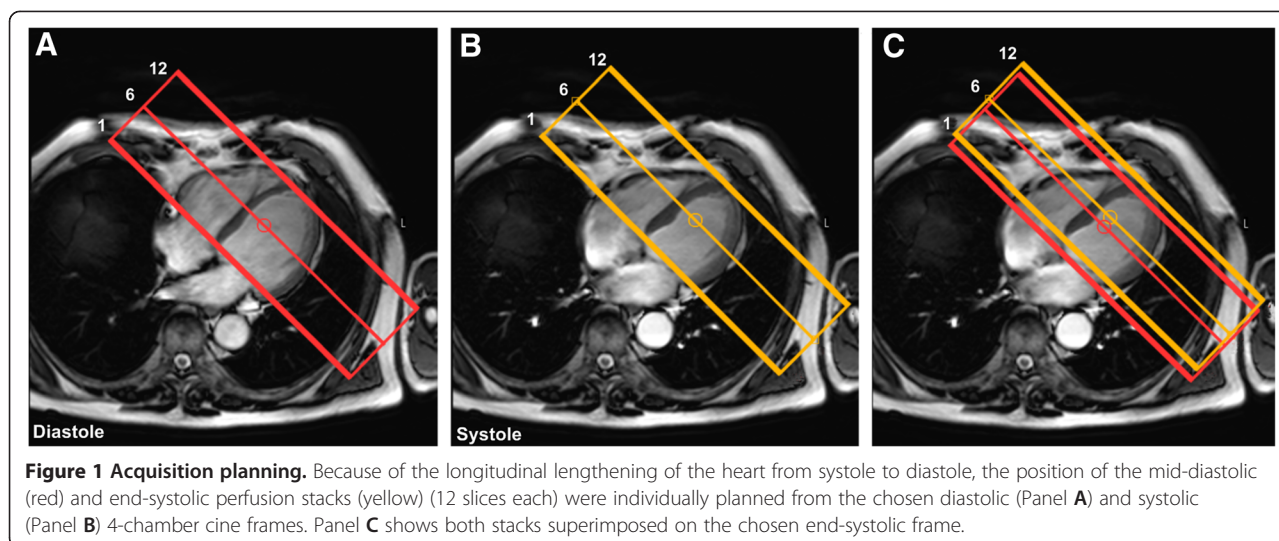 A
12
6
1
Diastole
B
12
6
1
Systole
C
12
6
1
L
L
Figure 1 Acquisition planning. Because of the longitudinal lengthening of the heart from systole to diastole, the position of the mid-diastolic
(red) and end-systolic perfusion stacks (yellow) (12 slices each) were individually planned from the chosen diastolic (Panel A) and systolic
(Panel B) 4-chamber cine frames. Panel C shows both stacks superimposed on the chosen end-systolic frame.